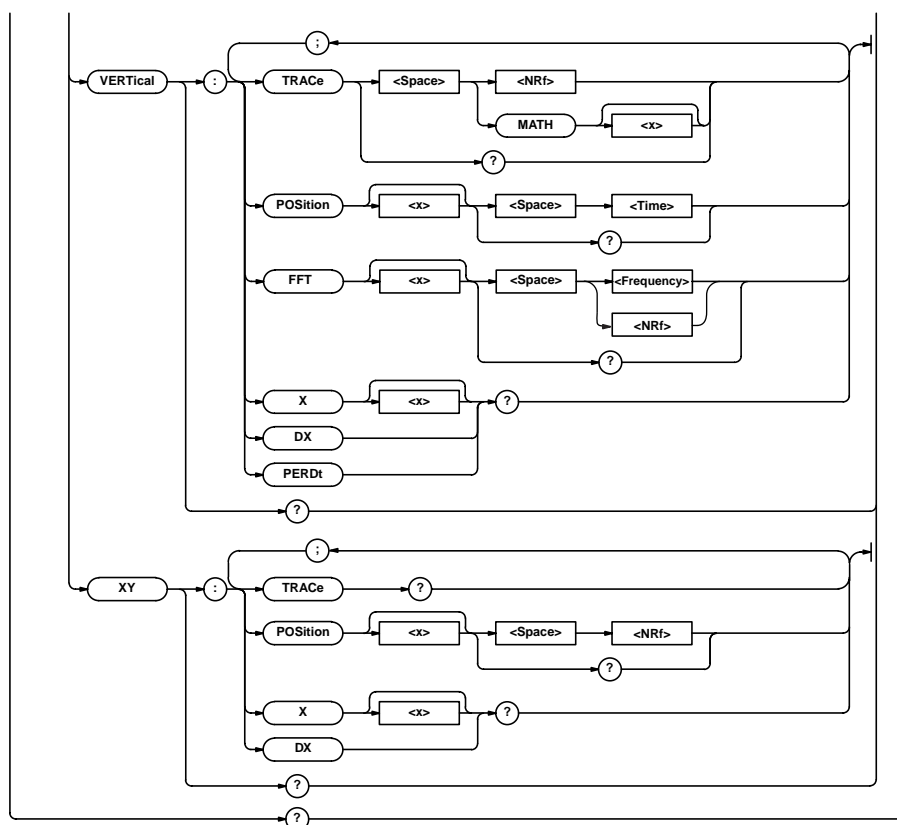 ;
VERTical : TRACe <Space> <NRf>
MATH <x>
?
POSition <x> <Space> <Time>
?
FFT <x> <Space> <Frequency>
<NRf>
?
X <x> ?
DX
PERDt
?
;
XY : TRACe ?
POSition <x> <Space> <NRf>
?
X <x> ?
DX
?
?